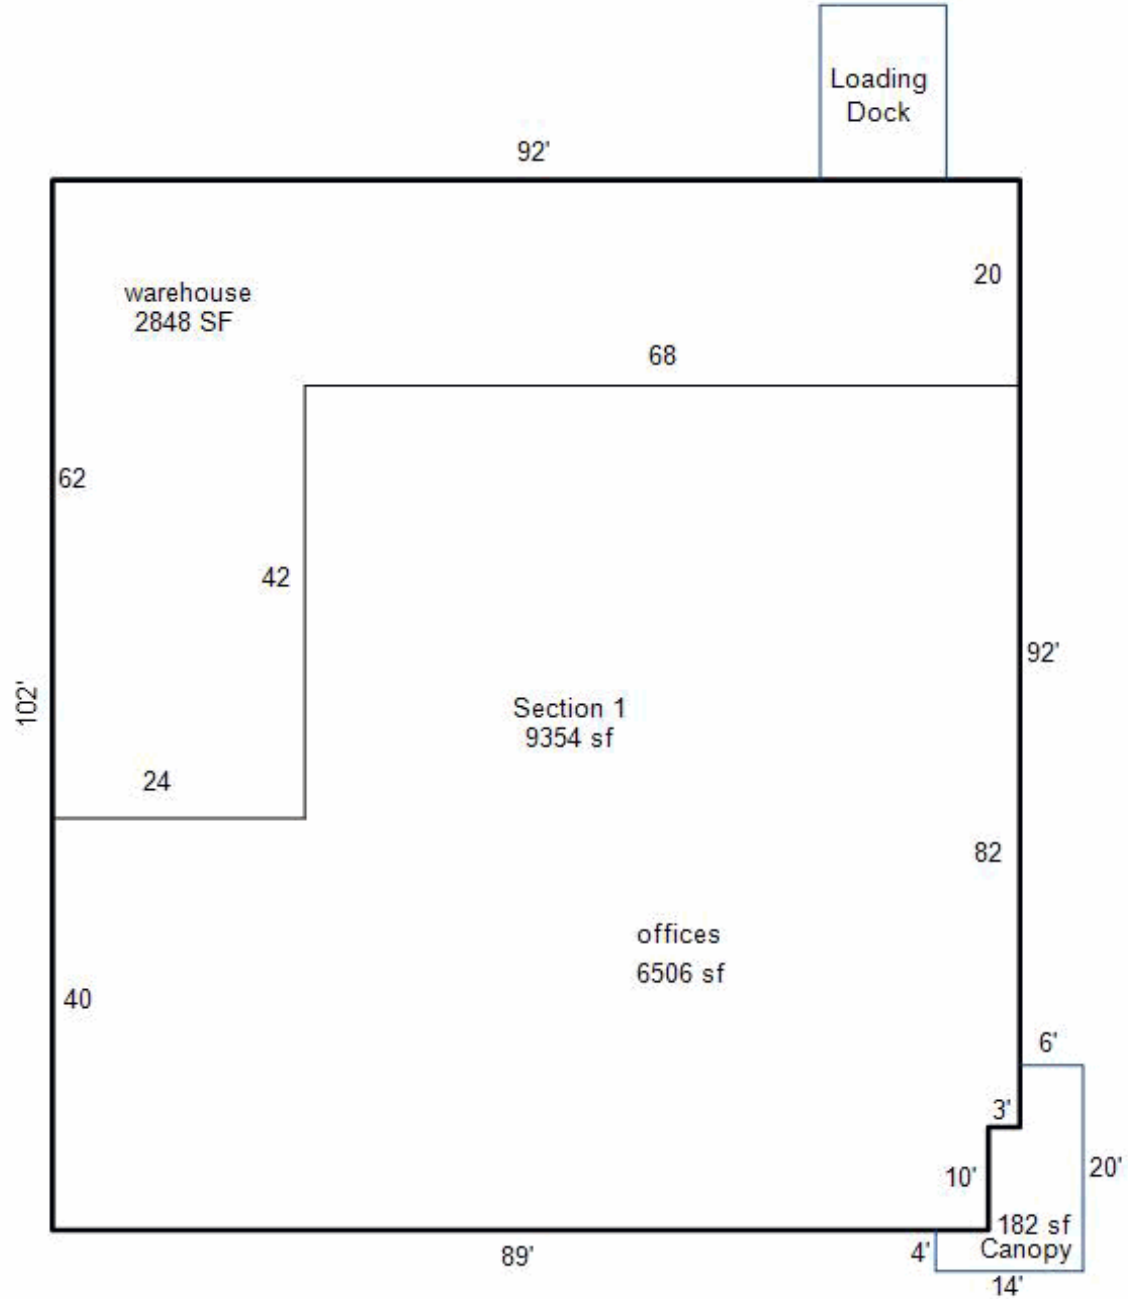 Loading
Dock
92'
20
warehouse
2848 SF
68
62
42
92'
102'
Section 1
9354 sf
24
82
offices
6506 sf
40
6'
3'
10'
20'
182 sf
Canopy
4'
89'
14'